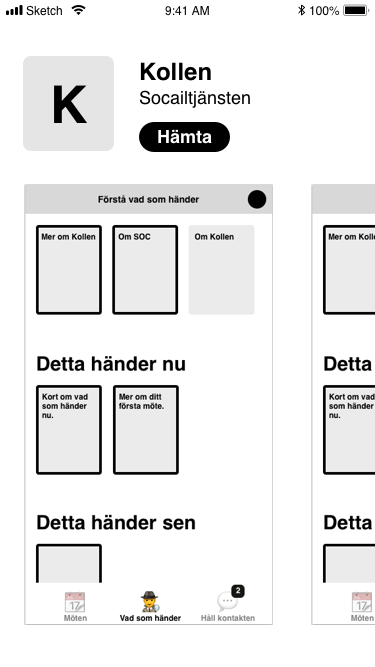 Sketch 9:41 AM 100%
K
Kollen
Socailtjänsten
Hämta
Förstå vad som händer
Mer om Kollen
Om SOC
Om Kollen
Mer om Kolle
Detta händer nu
Detta
Kort om vad
som händer
nu.
Mer om ditt
första möte.
Kort om vad
som händer
nu.
Detta händer sen
Detta
17
Möten
Vad som händer
2
Håll kontakten
17
Möten